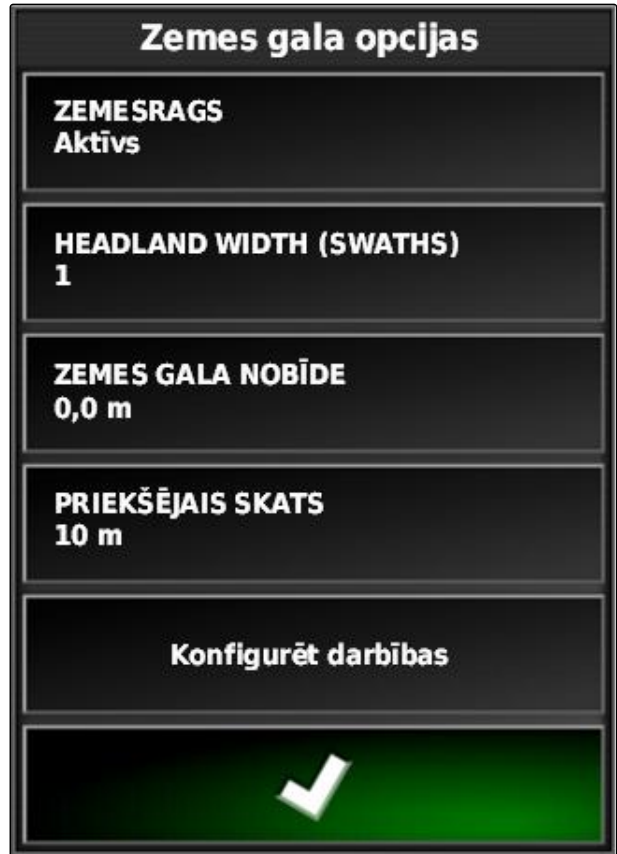 Zemes gala opcijas
ZEMESRAGS
Aktīvs
HEADLAND WIDTH (SWATHS)
1
ZEMES GALA NOBĪDE
0,0 m
PRIEKŠĒJAIS SKATS
10 m
Konfigurēt darbības